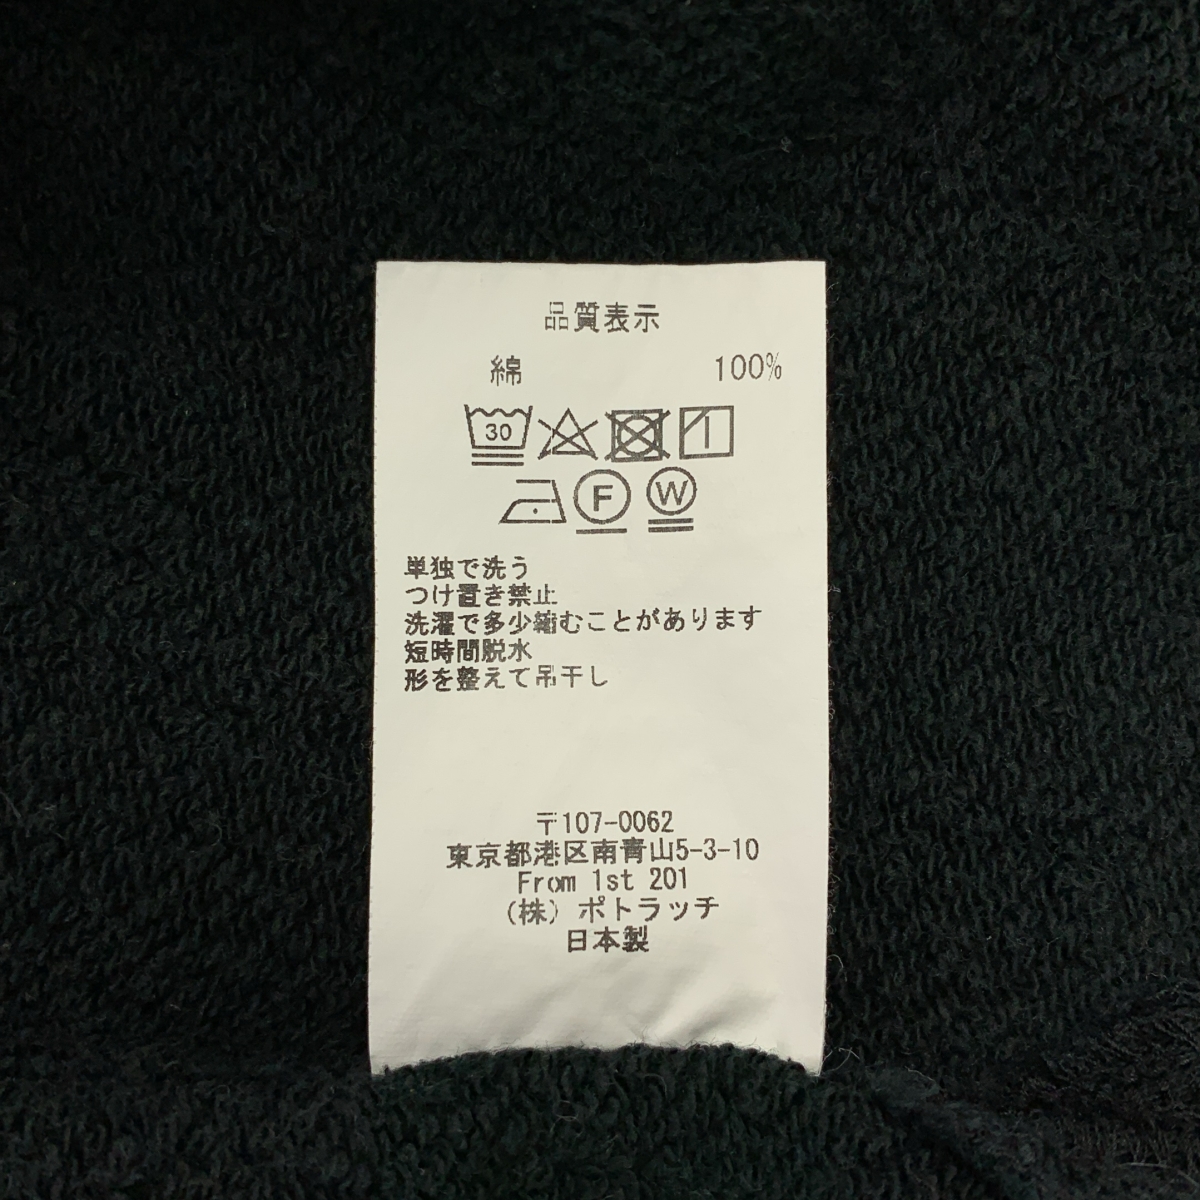 品質表示
綿 100%
30
F W
単独で洗う
つけ置き禁止
洗濯で多少縮むことがあります
短時間脱水
形を整えて吊干し
〒107-0062
東京都港区南青山5-3-10
From 1st 201
(株) ポトラッチ
日本製